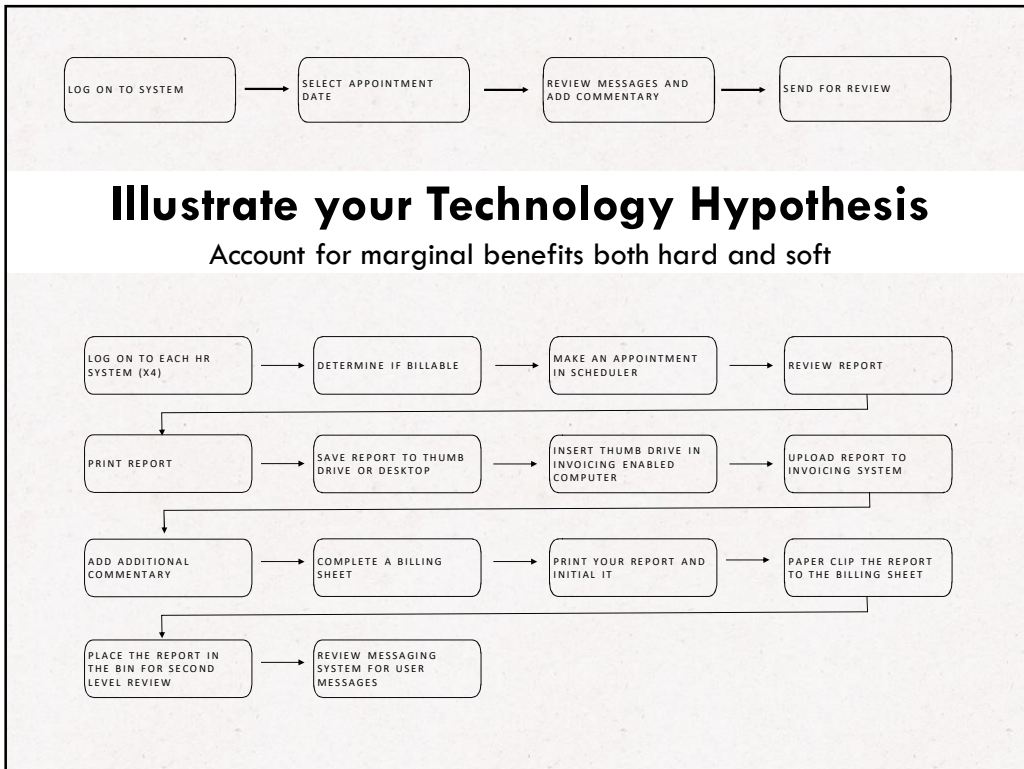 LOG ON TO SYSTEM
SELECT APPOINTMENT
DATE
REVIEW MESSAGES AND
ADD COMMENTARY
SEND FOR REVIEW
Illustrate your Technology Hypothesis
Account for marginal benefits both hard and soft
LOG ON TO EACH HR
SYSTEM (X4)
DETERMINE IF BILLABLE
MAKE AN APPOINTMENT
IN SCHEDULER
REVIEW REPORT
PRINT REPORT
SAVE REPORT TO THUMB
DRIVE OR DESKTOP
INSERT THUMB DRIVE IN
INVOICING ENABLED
COMPUTER
UPLOAD REPORT TO
INVOICING SYSTEM
ADD ADDITIONAL
COMMENTARY
COMPLETE A BILLING
SHEET
PRINT YOUR REPORT AND
INITIAL IT
PAPER CLIP THE REPORT
TO THE BILLING SHEET
PLACE THE REPORT IN
THE BIN FOR SECOND
LEVEL REVIEW
REVIEW MESSAGING
SYSTEM FOR USER
MESSAGES